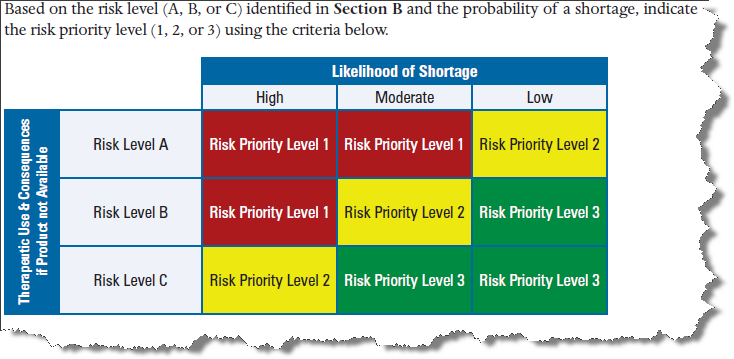 Based on the risk level (A, B, or C) identified in Section B and the probability of a shortage, indicate
the risk priority level (1, 2, or 3) using the criteria below.
Likelihood of Shortage
High Moderate Low
Therapeutic Use & Consequences
if Product not Available
Risk Level A Risk Priority Level 1 Risk Priority Level 1 Risk Priority Level 2
Risk Level B Risk Priority Level 1 Risk Priority Level 2 Risk Priority Level 3
Risk Level C Risk Priority Level 2 Risk Priority Level 3 Risk Priority Level 3